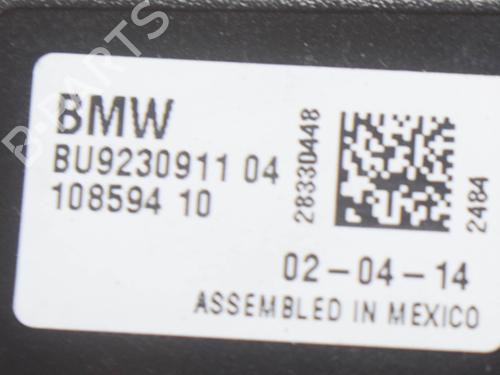 BMW
BU9230911 04
108594 10
28330448
2484
02-04-14
ASSEMBLED IN MEXICO
B-PARTS